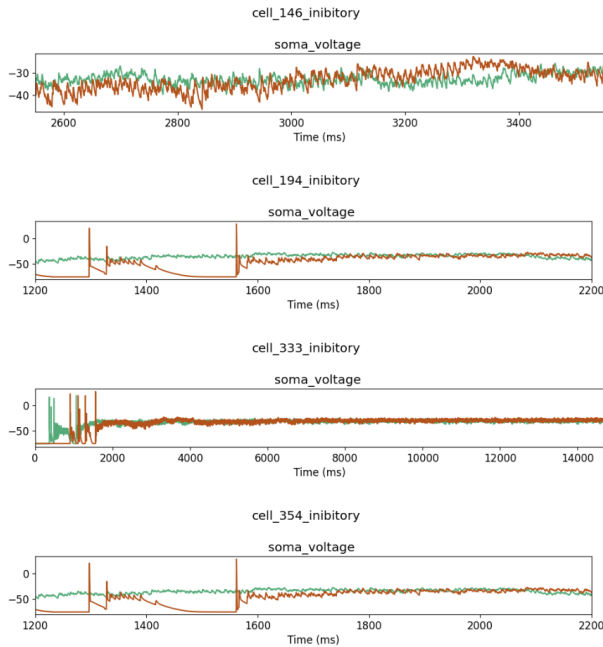 cell_146_inibitory
soma_voltage
−30
−40
2600 2800 3000 3200 3400
Time (ms)
cell_194_inibitory
soma_voltage
0
−50
1200 1400 1600 1800 2000 2200
Time (ms)
cell_333_inibitory
soma_voltage
0
−50
0 2000 4000 6000 8000 10000 12000 14000
Time (ms)
cell_354_inibitory
soma_voltage
0
−50
1200 1400 1600 1800 2000 2200
Time (ms)